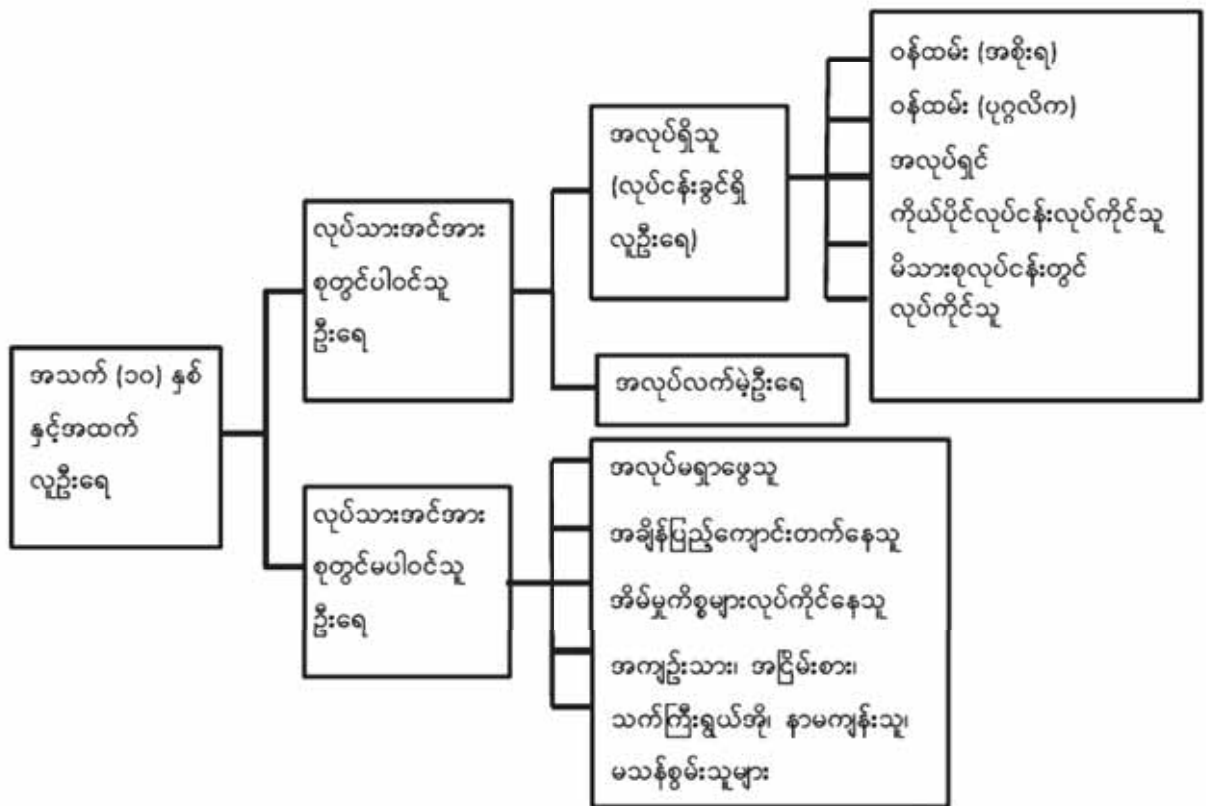 အသက် (၁၀) နှစ်
နှင့်အထက်
လူဦးရေ
လုပ်သားအင်အား
စုတွင်ပါဝင်သူ
ဦးရေ
လုပ်သားအင်အား
စုတွင်မပါဝင်သူ
ဦးရေ
အလုပ်ရှိသူ
(လုပ်ငန်းခွင်ရှိ
လူဦးရေ)
အလုပ်လက်မဲ့ဦးရေ
ဝန်ထမ်း (အစိုးရ)
ဝန်ထမ်း (ပုဂ္ဂလိက)
အလုပ်ရှင်
ကိုယ်ပိုင်လုပ်ငန်းလုပ်ကိုင်သူ
မိသားစုလုပ်ငန်းတွင်
လုပ်ကိုင်သူ
အလုပ်မရှာဖွေသူ
အချိန်ပြည့်ကျောင်းတက်နေသူ
အိမ်မှုကိစ္စများလုပ်ကိုင်နေသူ
အကျဉ်းသား၊ အငြိမ်းစား၊
သက်ကြီးရွယ်အို၊ နာမကျန်းသူ၊
မသန်စွမ်းသူများ